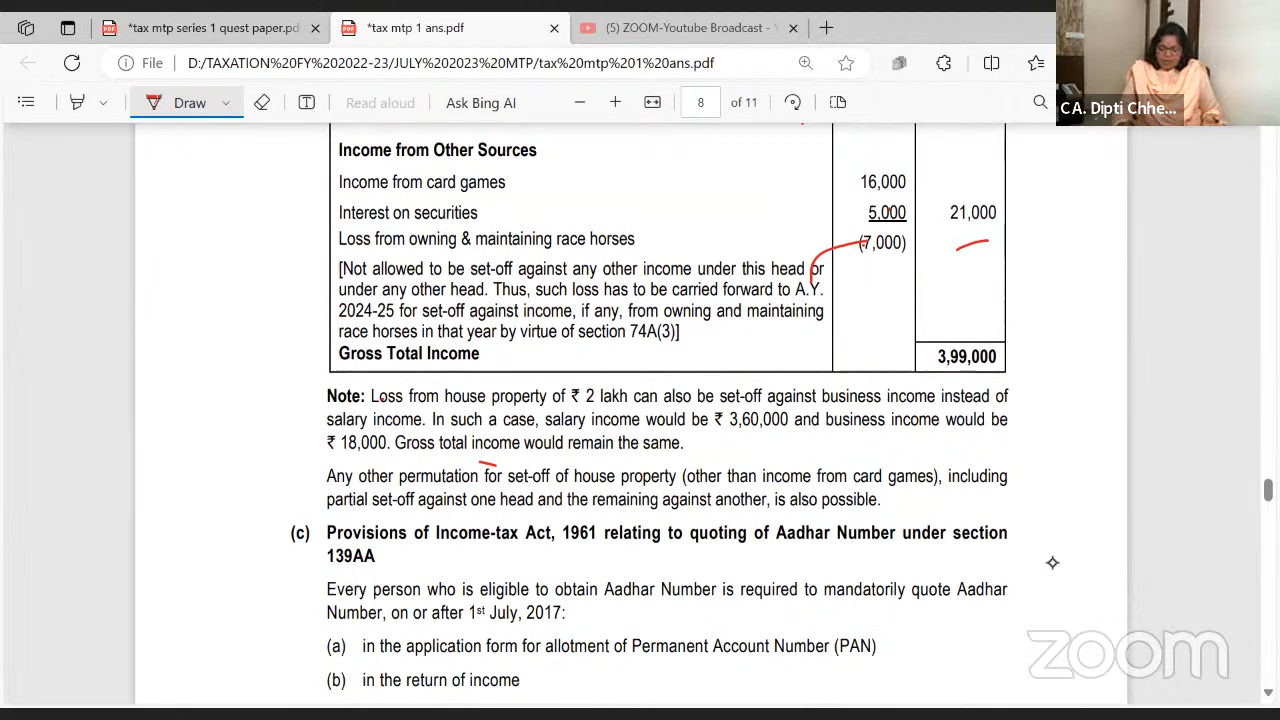 *tax mtp series 1 quest paper.pd
*tax mtp 1 ans.pdf
(5) ZOOM-Youtube Broadcast -
File
D:/TAXATION%20FY%202022-23/JULY%202023%20MTP/tax%20mtp%201%20ans.pdf
Draw
Read aloud
Ask Bing AI
8
of 11
CA. Dipti Chhe...
Income from Other Sources
Income from card games 16,000
Interest on securities 5,000 21,000
Loss from owning & maintaining race horses (7,000)
[Not allowed to be set-off against any other income under this head or
under any other head. Thus, such loss has to be carried forward to A.Y.
2024-25 for set-off against income, if any, from owning and maintaining
race horses in that year by virtue of section 74A(3)]
Gross Total Income 3,99,000
Note: Loss from house property of ₹ 2 lakh can also be set-off against business income instead of
salary income. In such a case, salary income would be ₹ 3,60,000 and business income would be
₹ 18,000. Gross total income would remain the same.
Any other permutation for set-off of house property (other than income from card games), including
partial set-off against one head and the remaining against another, is also possible.
(c) Provisions of Income-tax Act, 1961 relating to quoting of Aadhar Number under section
139AA
Every person who is eligible to obtain Aadhar Number is required to mandatorily quote Aadhar
Number, on or after 1st July, 2017:
(a) in the application form for allotment of Permanent Account Number (PAN)
(b) in the return of income
zoom